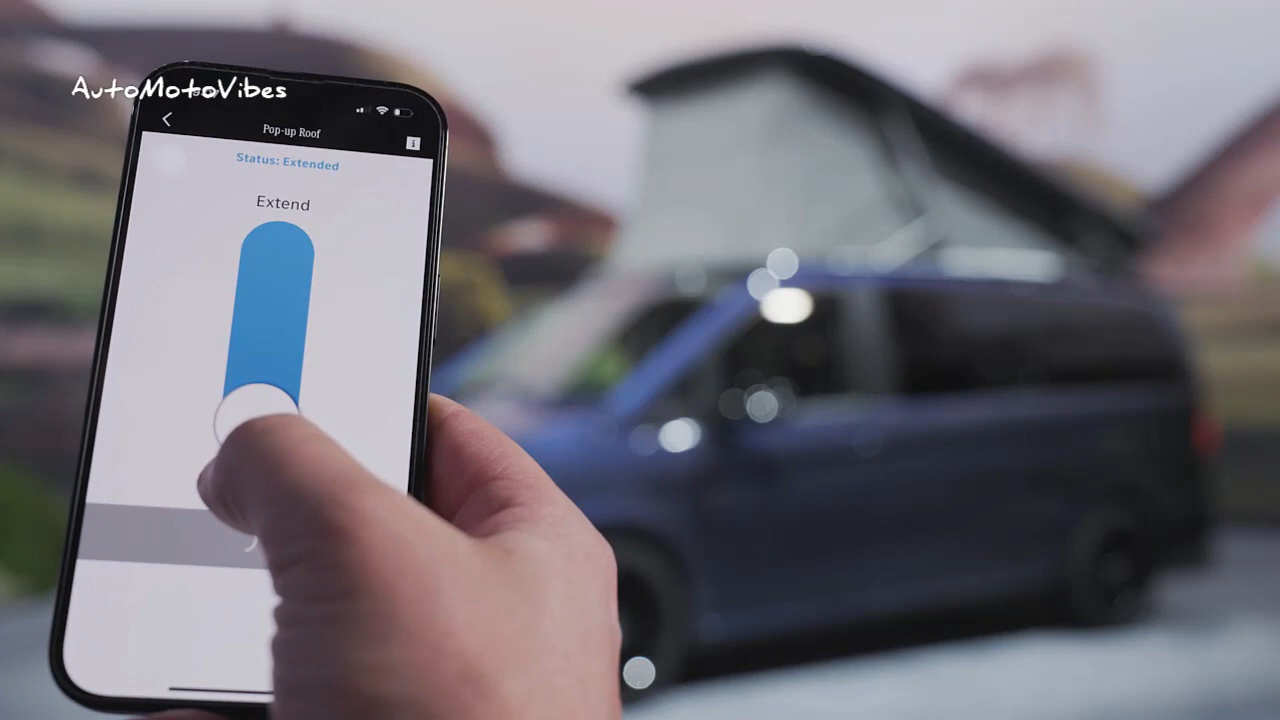 AutoMotoVibes
Pop-up Roof
i
Status: Extended
Extend